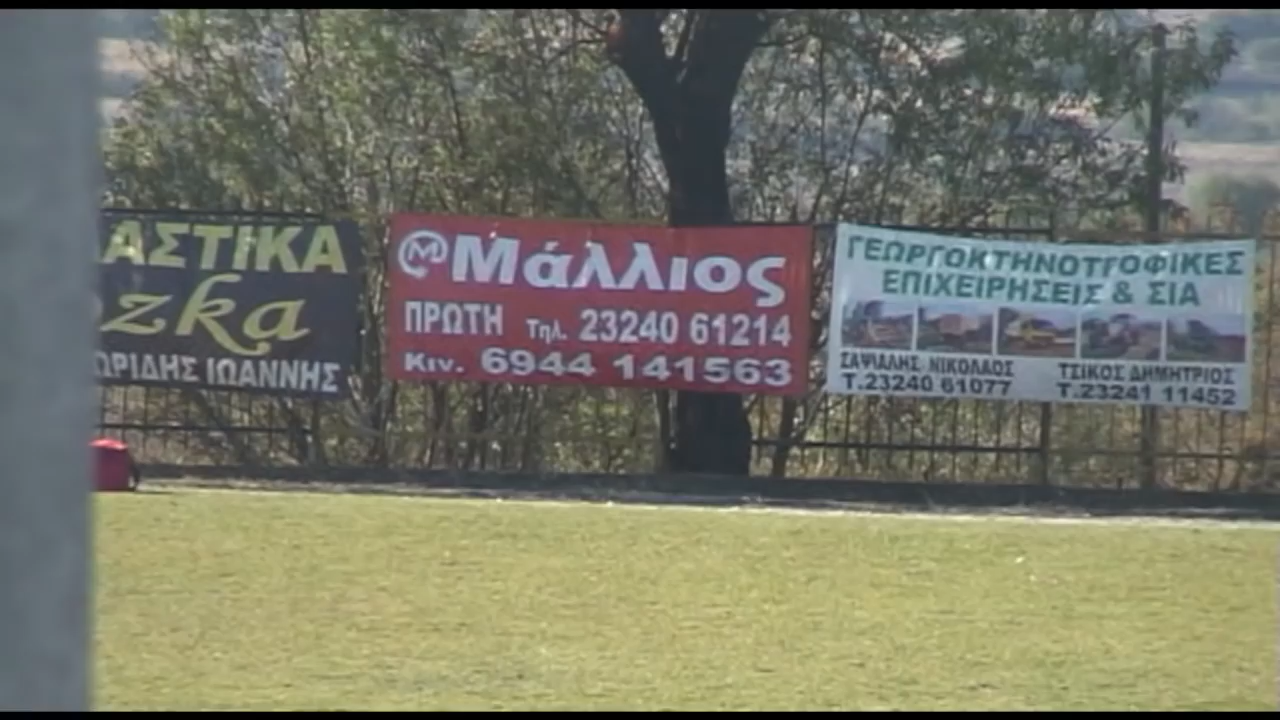 ΑΣΤΙΚΑ
zka
ΩΡΙΔΗΣ ΙΩΑΝΝΗΣ
Μ Μάλλιος
ΠΡΩΤΗ Τηλ. 23240 61214
Κιν. 6944 141563
ΓΕΩΡΓΟΚΤΗΝΟΤΡΟΦΙΚΕΣ
ΕΠΙΧΕΙΡΗΣΕΙΣ & ΣΙΑ
ΣΑΨΙΑΛΗΣ ΝΙΚΟΛΑΟΣ
Τ.23240 61077
ΤΣΙΚΟΣ ΔΗΜΗΤΡΙΟΣ
Τ.23241 11452